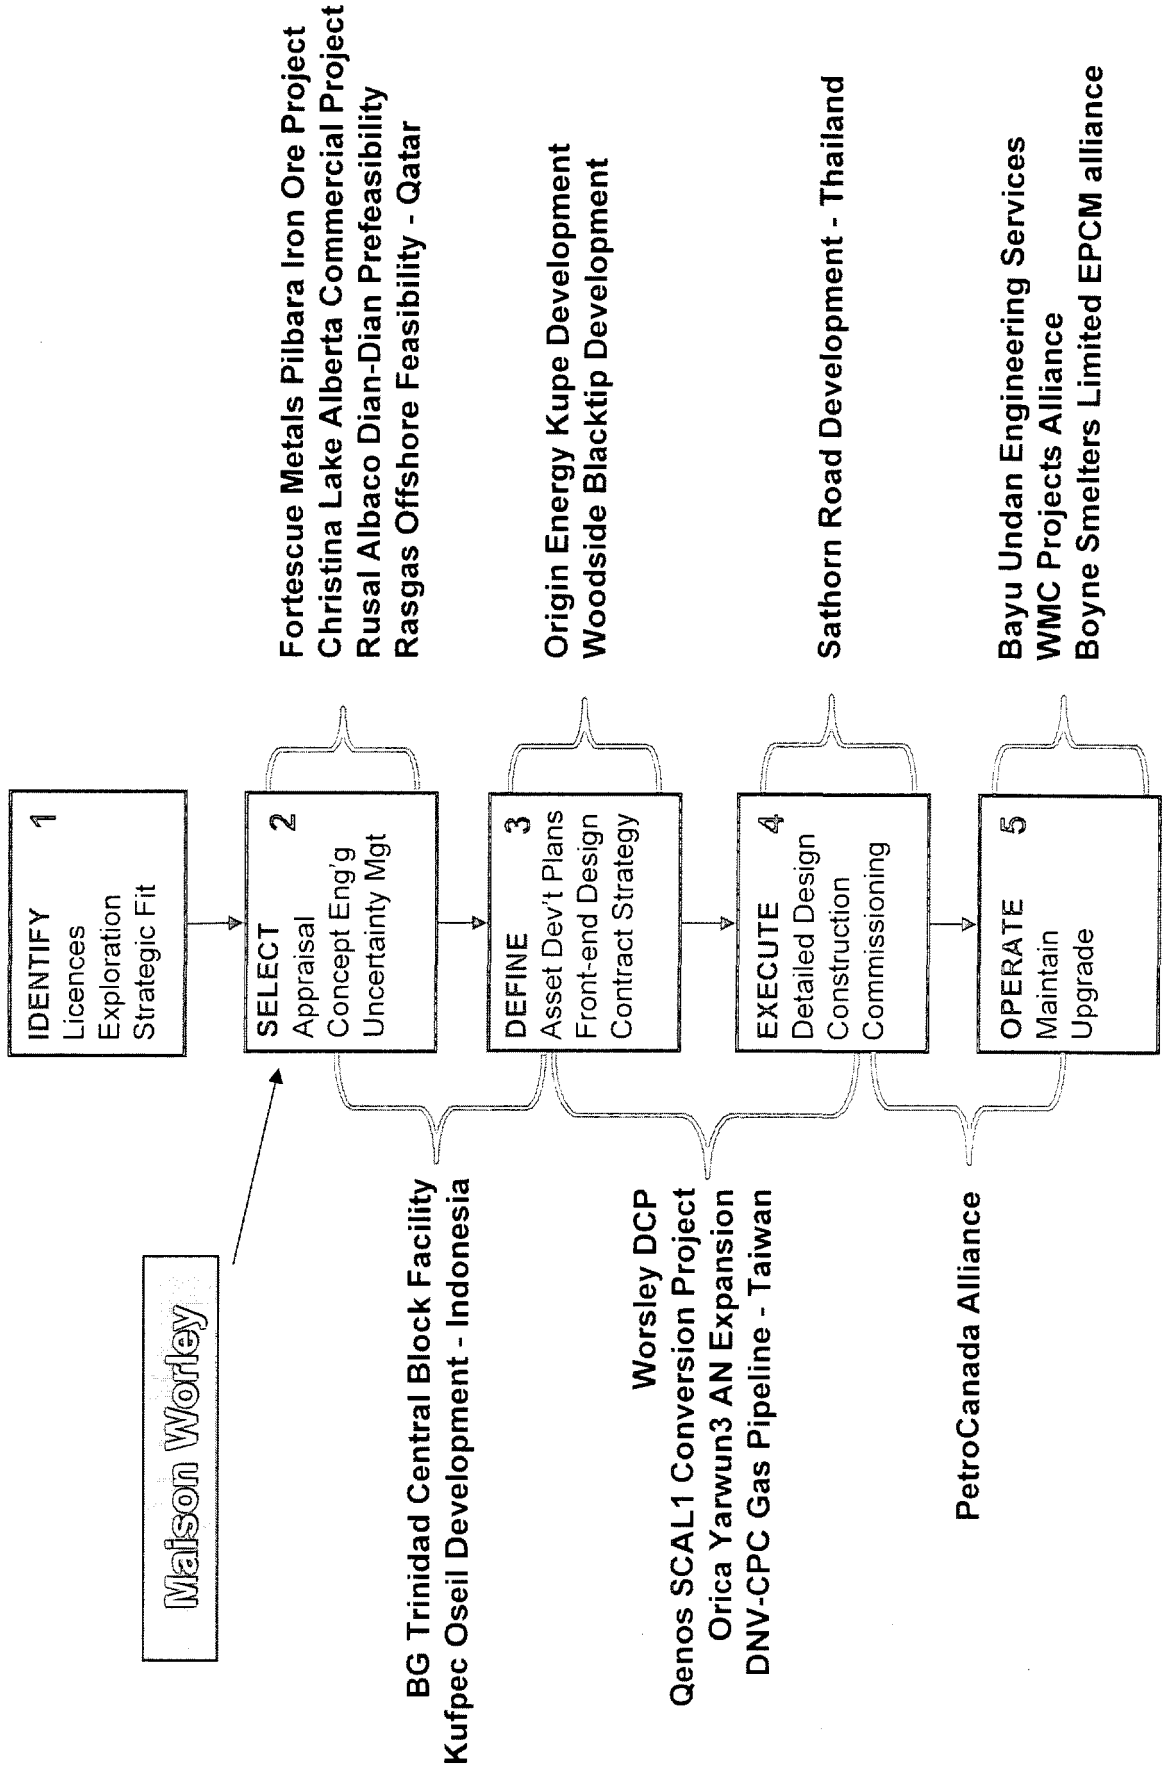 Fortescue Metals Pilbara Iron Ore Project
Christina Lake Alberta Commercial Project
Rusal Albaco Dian-Dian Prefeasibility
Rasgas Offshore Feasibility - Qatar
Origin Energy Kupe Development
Woodside Blacktip Development
Sathorn Road Development - Thailand
Bayu Undan Engineering Services
WMC Projects Alliance
Boyne Smelters Limited EPCM alliance
IDENTIFY 1
Licences
Exploration
Strategic Fit
SELECT 2
Appraisal
Concept Eng'g
Uncertainty Mgt
DEFINE 3
Asset Dev't Plans
Front-end Design
Contract Strategy
EXECUTE 4
Detailed Design
Construction
Commissioning
OPERATE 5
Maintain
Upgrade
Maison Worley
BG Trinidad Central Block Facility
Kufpec Oseil Development - Indonesia
Worsley DCP
Qenos SCAL1 Conversion Project
Orica Yarwun3 AN Expansion
DNV-CPC Gas Pipeline - Taiwan
PetroCanada Alliance